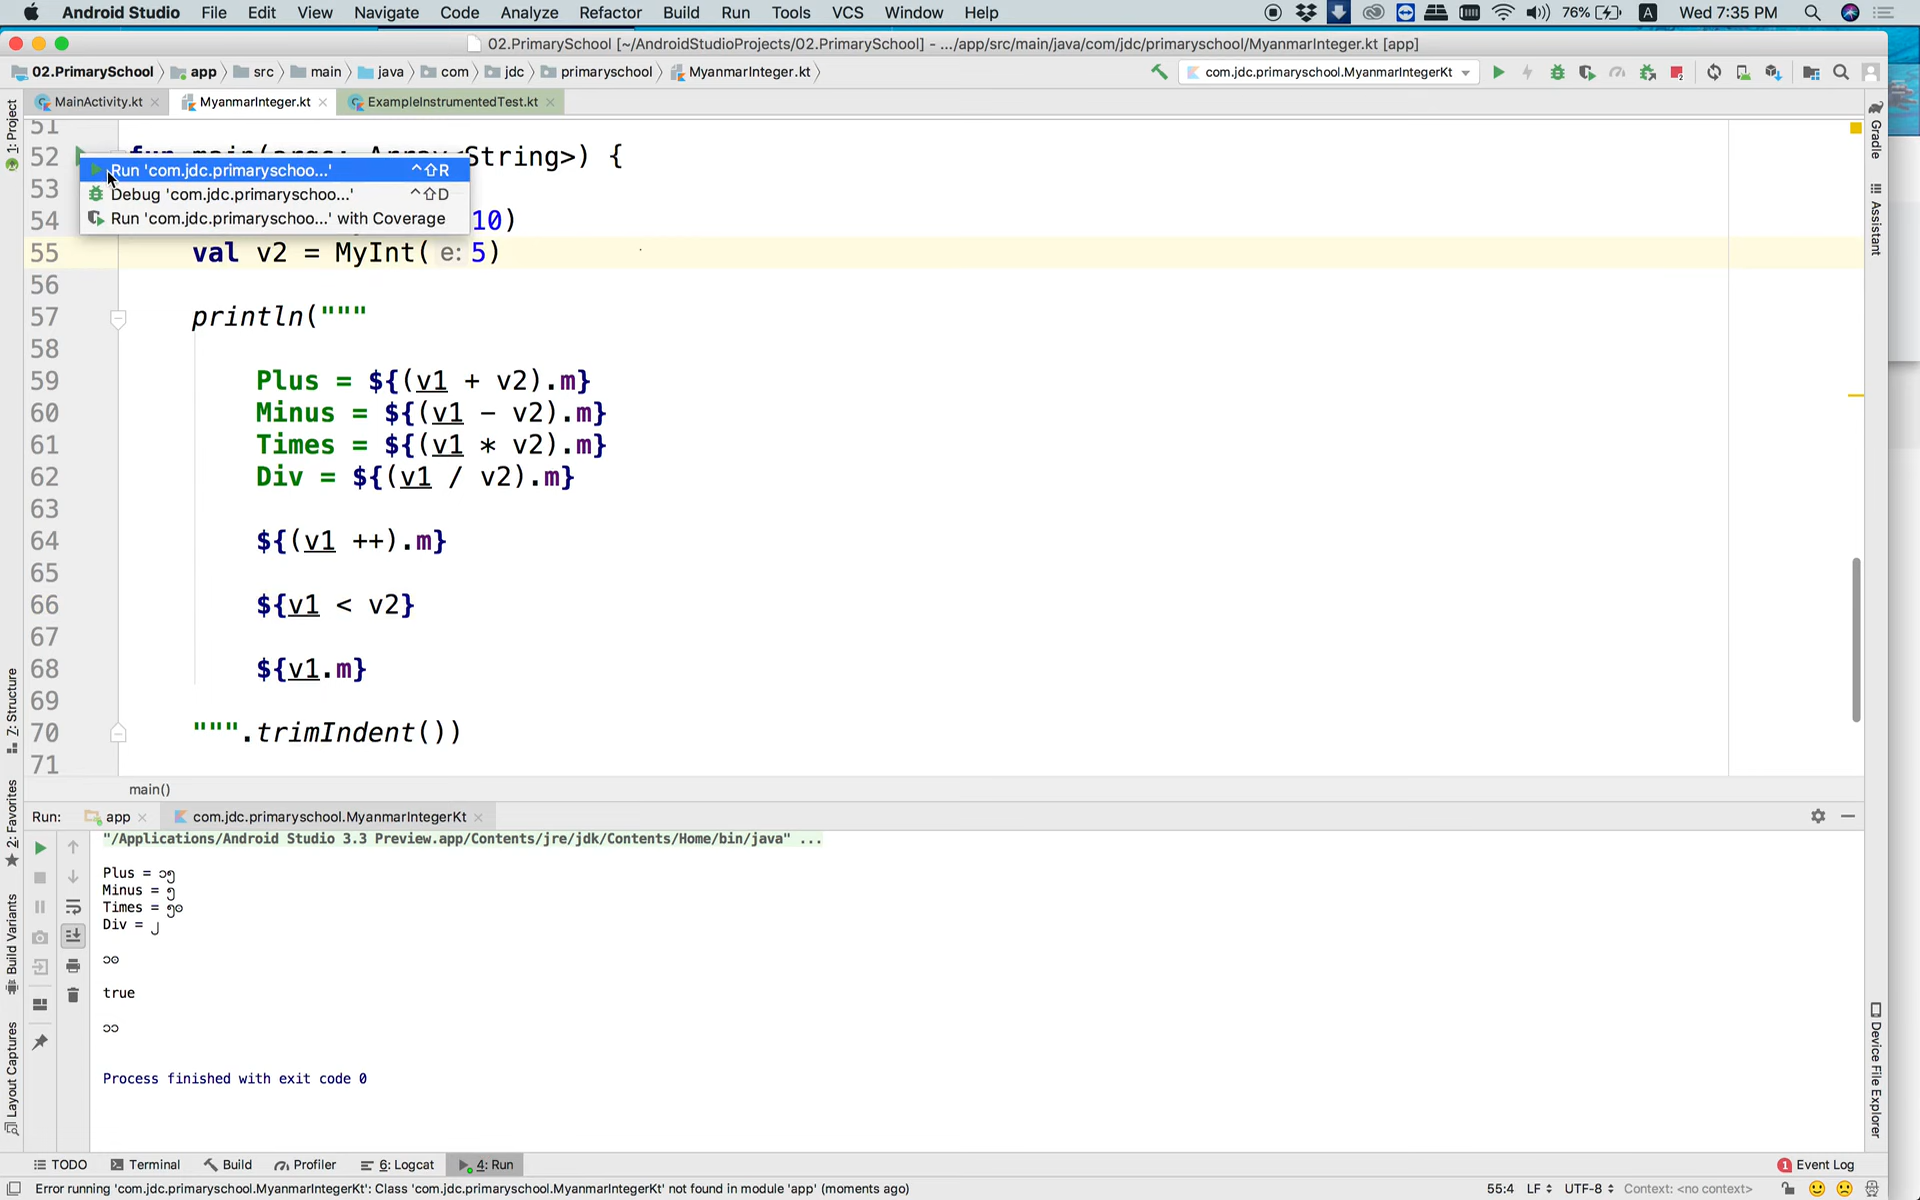 Android Studio File Edit View Navigate Code Analyze Refactor Build Run Tools VCS Window Help 76% A Wed 7:35 PM
02.PrimarySchool [~/AndroidStudioProjects/02.PrimarySchool] - .../app/src/main/java/com/jdc/primaryschool/MyanmarInteger.kt [app]
02.PrimarySchool app src main java com jdc primaryschool MyanmarInteger.kt com.jdc.primaryschool.MyanmarIntegerKt
MainActivity.kt MyanmarInteger.kt ExampleInstrumentedTest.kt
1: Project
Gradle
Assistant
51
52 String>) {
Run 'com.jdc.primaryschoo...' ^⇧R
53
Debug 'com.jdc.primaryschoo...' ^⇧D
54 10)
Run 'com.jdc.primaryschoo...' with Coverage
55 val v2 = MyInt( e: 5)
56
57 println("""
58
59 Plus = ${(v1 + v2).m}
60 Minus = ${(v1 - v2).m}
61 Times = ${(v1 * v2).m}
62 Div = ${(v1 / v2).m}
63
64 ${(v1 ++).m}
65
66 ${v1 < v2}
67
68 ${v1.m}
69
70 """.trimIndent())
71
main()
Z: Structure
2: Favorites
Build Variants
Layout Captures
Device File Explorer
Run: app com.jdc.primaryschool.MyanmarIntegerKt
"/Applications/Android Studio 3.3 Preview.app/Contents/jre/jdk/Contents/Home/bin/java" ...
Plus = ၁၅
Minus = ၅
Times = ၅၀
Div = ၂
၁၀
true
၁၁
Process finished with exit code 0
TODO Terminal Build Profiler 6: Logcat 4: Run 1 Event Log
Error running 'com.jdc.primaryschool.MyanmarIntegerKt': Class 'com.jdc.primaryschool.MyanmarIntegerKt' not found in module 'app' (moments ago) 55:4 LF UTF-8 Context: <no context>